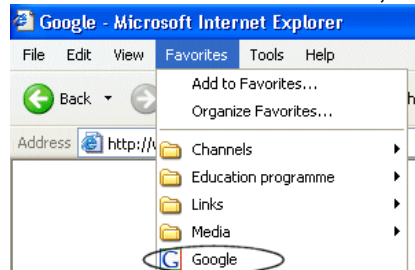 Google - Microsoft Internet Explorer
File Edit View Favorites Tools Help
Back
Add to Favorites...
Organize Favorites...
Address http://
Channels
Education programme
Links
Media
Google